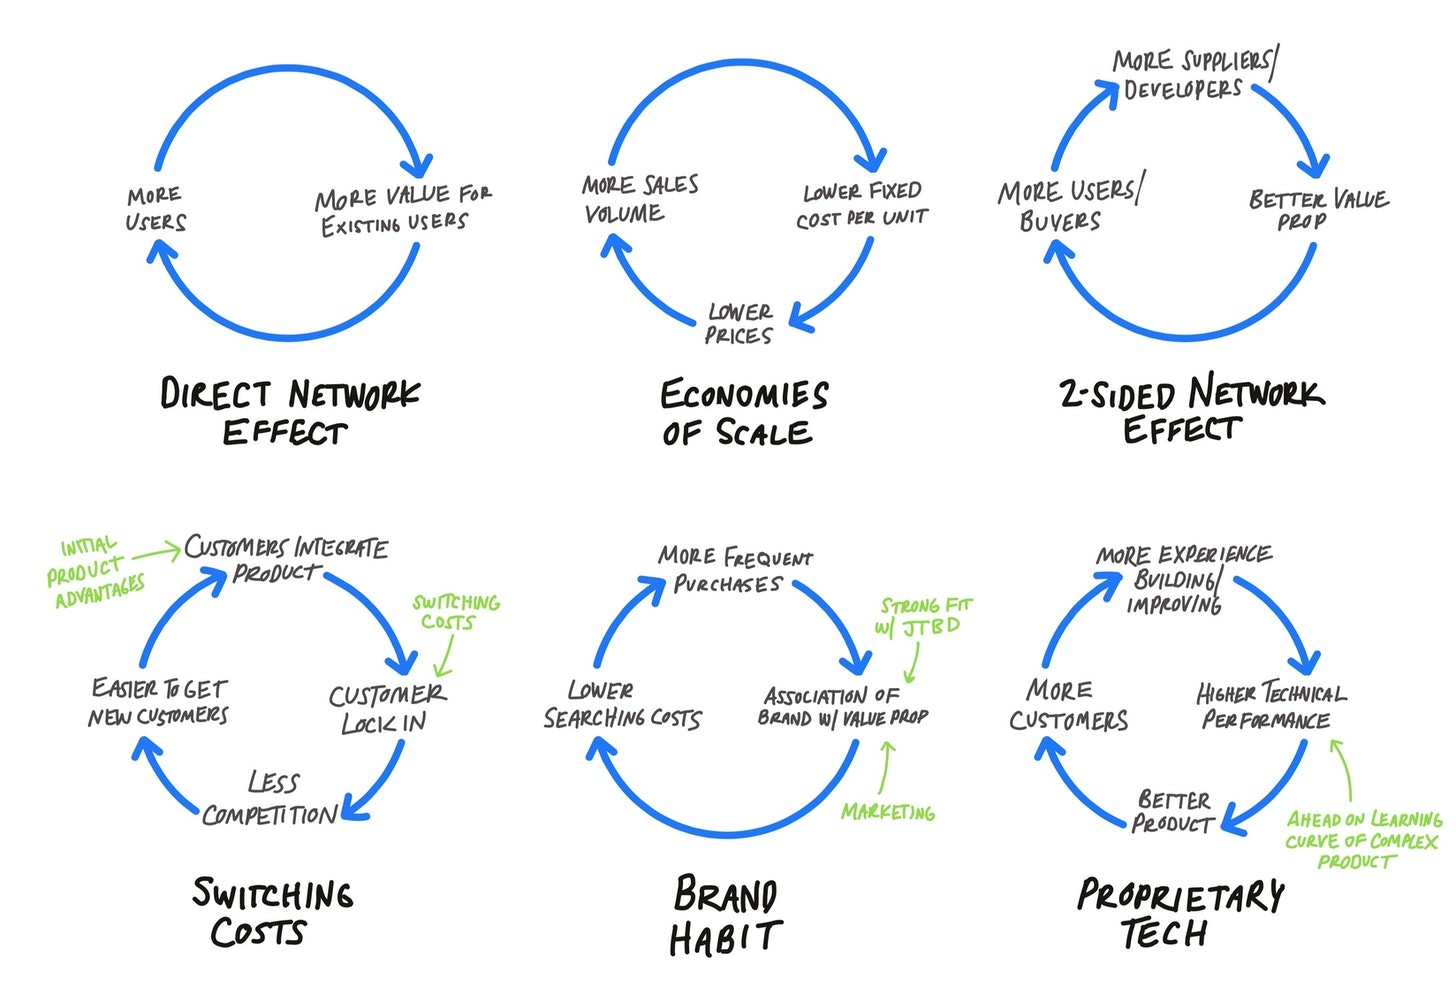 MORE
USERS
MORE VALUE FOR
EXISTING USERS
DIRECT NETWORK
EFFECT
MORE SALES
VOLUME
LOWER FIXED
COST PER UNIT
LOWER
PRICES
ECONOMIES
OF SCALE
MORE SUPPLIERS/
DEVELOPERS
MORE USERS/
BUYERS
BETTER VALUE
PROP
2-SIDED NETWORK
EFFECT
INITIAL
PRODUCT
ADVANTAGES
CUSTOMERS INTEGRATE
PRODUCT
SWITCHING
COSTS
EASIER TO GET
NEW CUSTOMERS
CUSTOMER
LOCK IN
LESS
COMPETITION
SWITCHING
COSTS
MORE FREQUENT
PURCHASES
STRONG FIT
W/ JTBD
LOWER
SEARCHING COSTS
ASSOCIATION OF
BRAND W/ VALUE PROP
MARKETING
BRAND
HABIT
MORE EXPERIENCE
BUILDING/
IMPROVING
MORE
CUSTOMERS
HIGHER TECHNICAL
PERFORMANCE
BETTER
PRODUCT
AHEAD ON LEARNING
CURVE OF COMPLEX
PRODUCT
PROPRIETARY
TECH